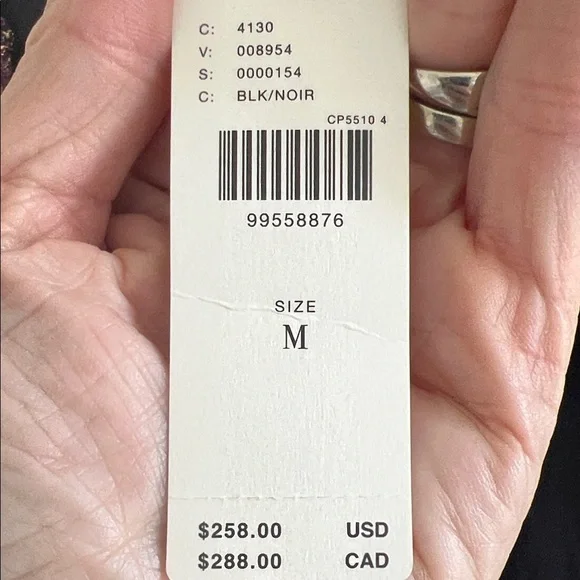 C: 4130
V: 008954
S: 0000154
C: BLK/NOIR
CP5510 4
99558876
SIZE
M
$258.00 USD
$288.00 CAD